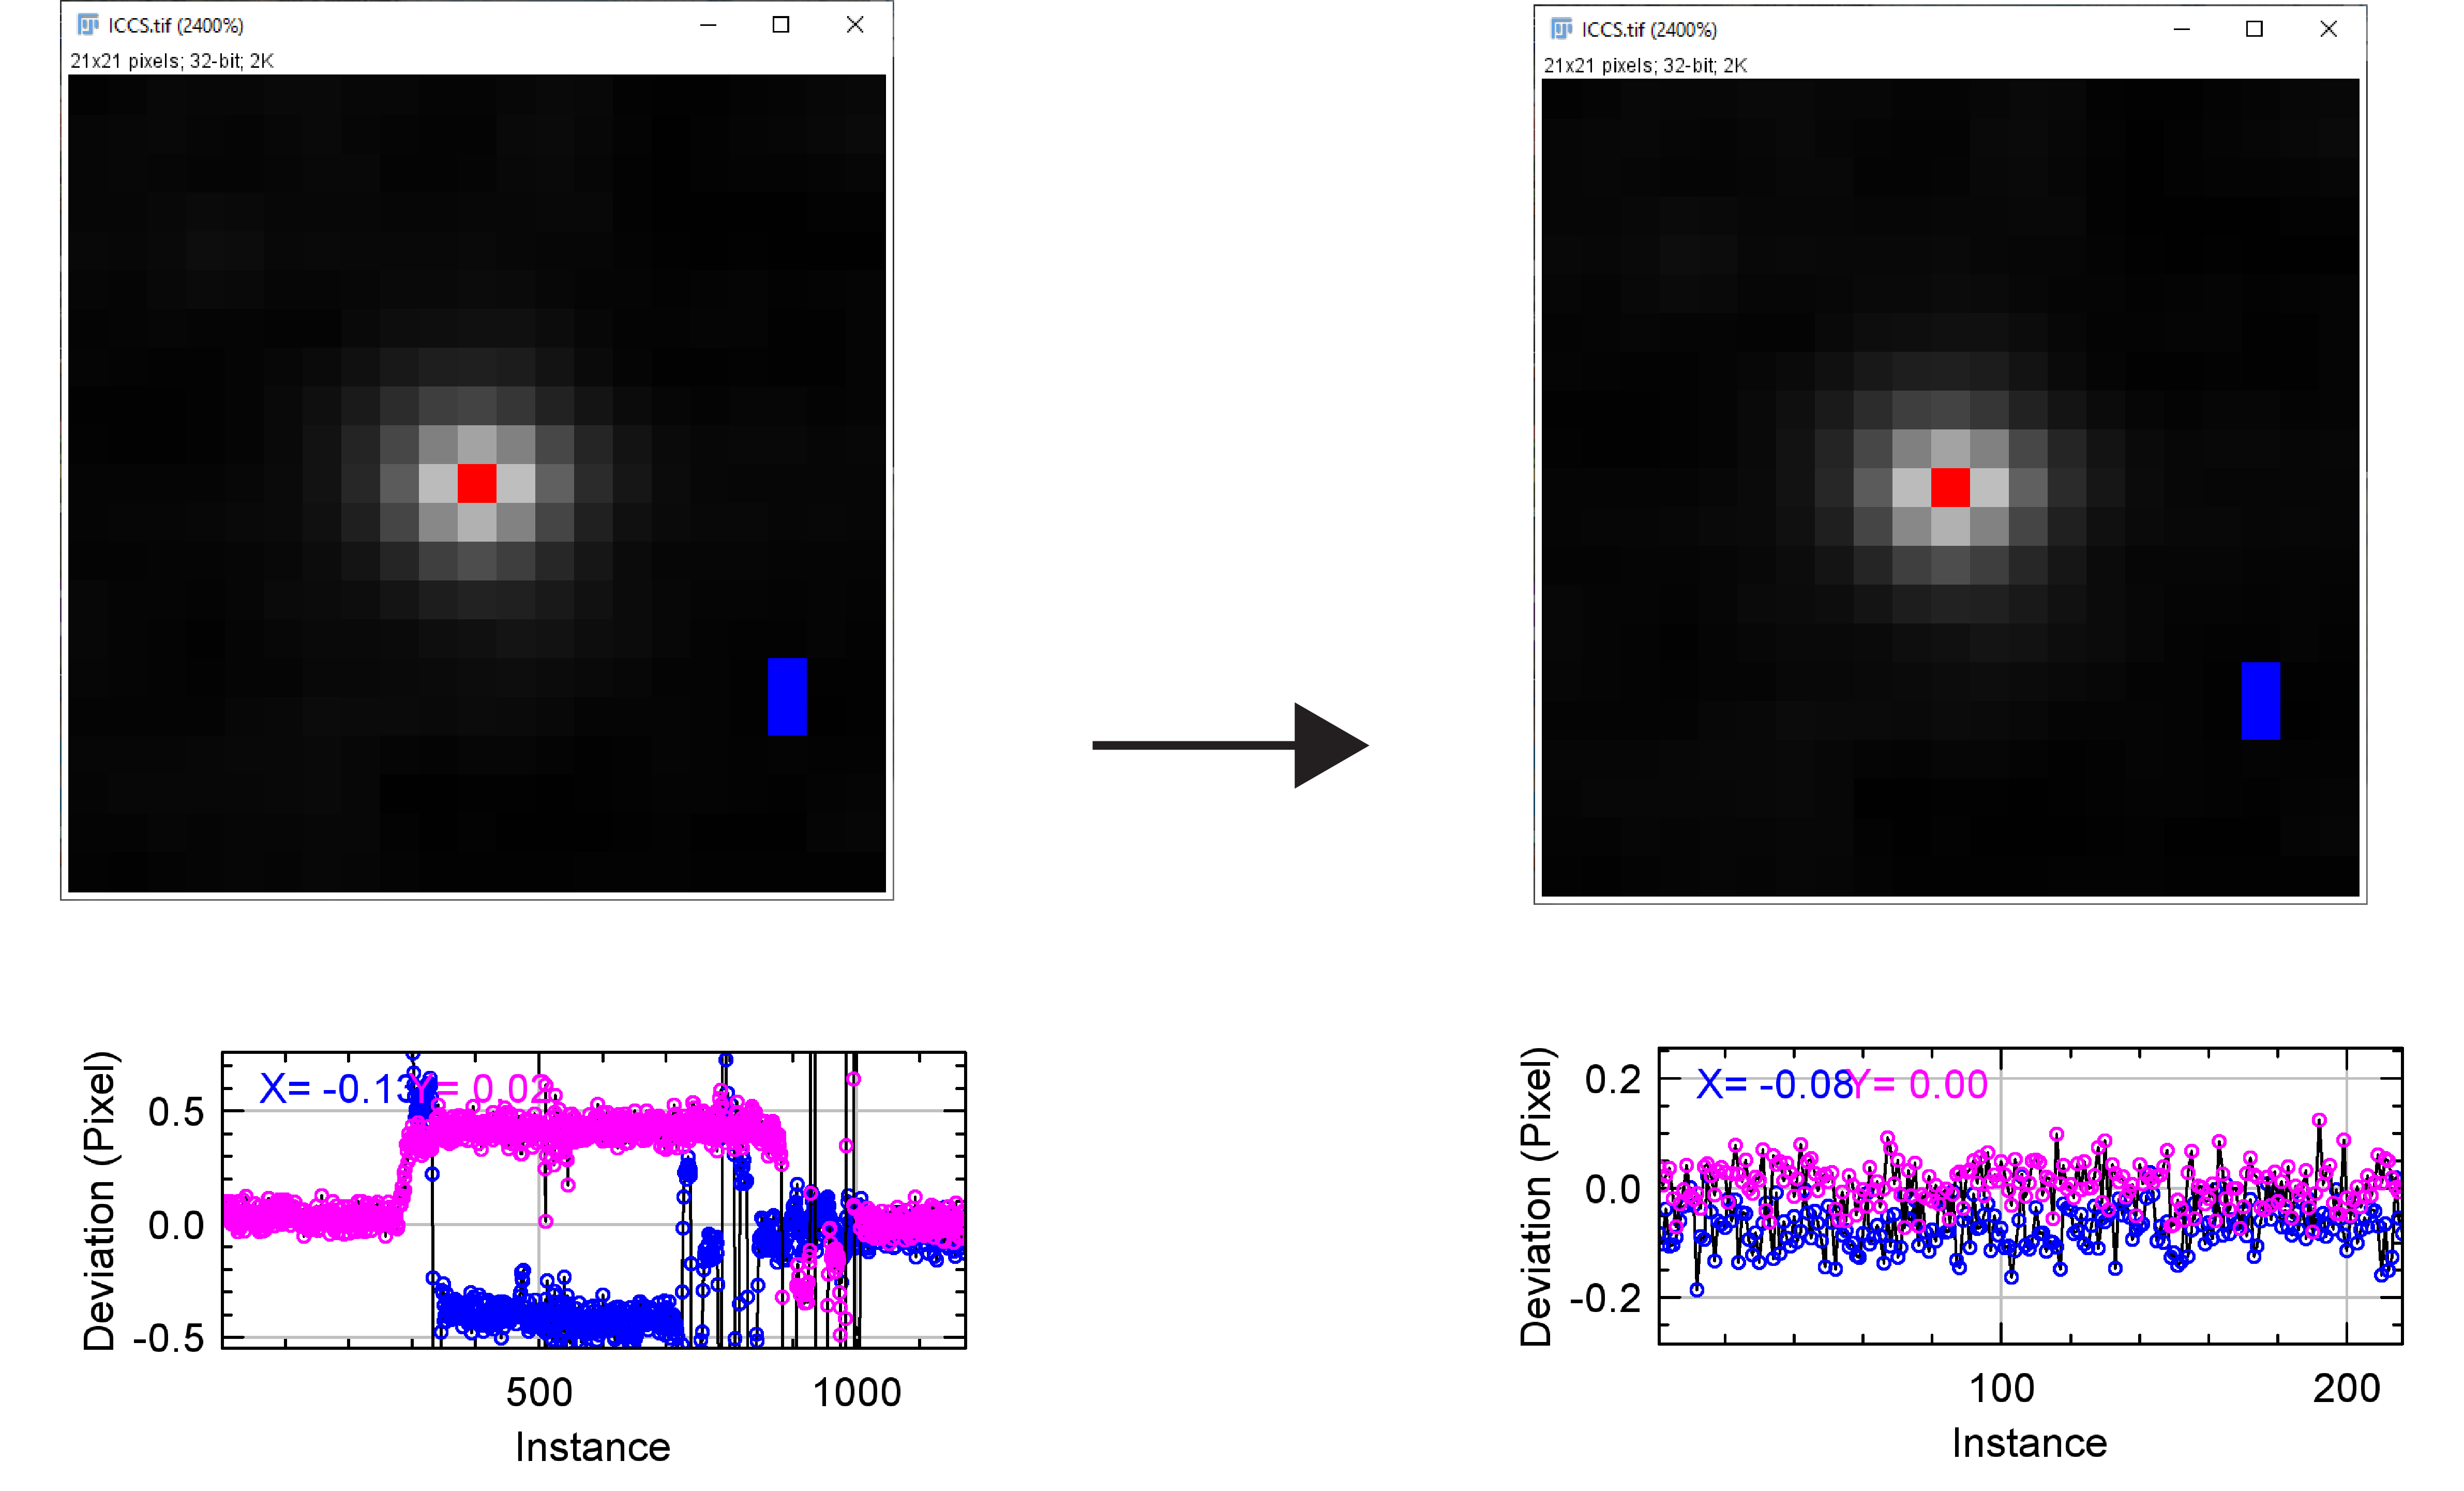 ICCS.tif (2400%)
21x21 pixels; 32-bit; 2K
ICCS.tif (2400%)
21x21 pixels; 32-bit; 2K
Deviation (Pixel)
X= -0.13 Y= 0.02
0.5
0.0
-0.5
500 1000
Instance
Deviation (Pixel)
X= -0.08 Y= 0.00
0.2
0.0
-0.2
100 200
Instance